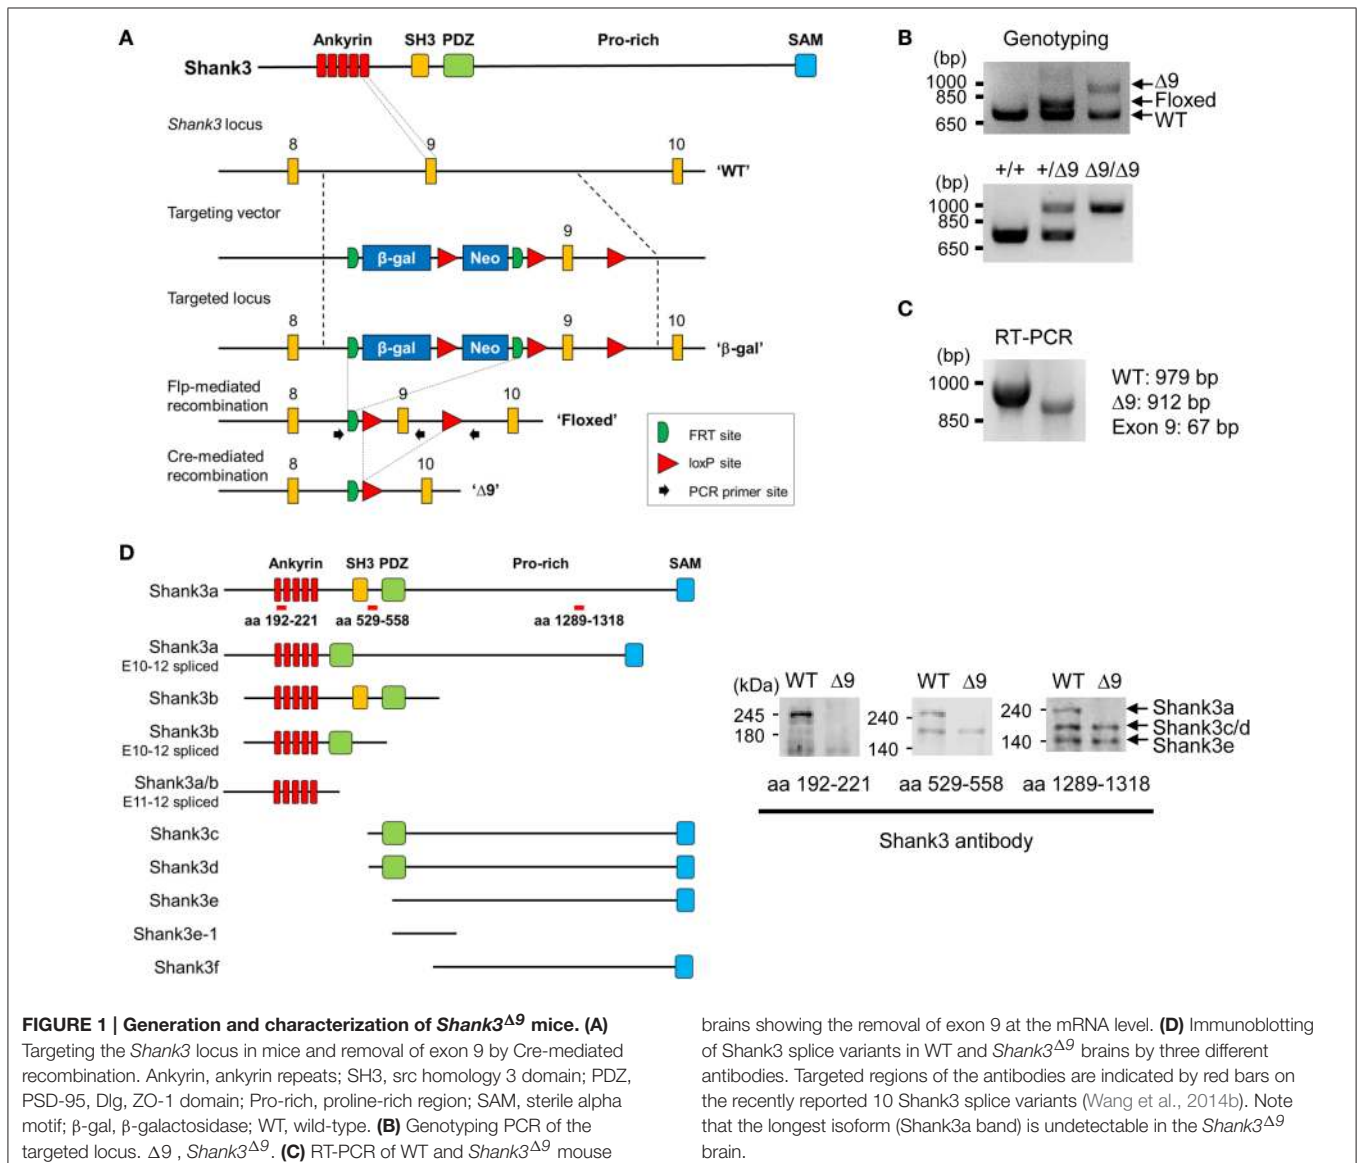 A
Ankyrin SH3 PDZ Pro-rich SAM
Shank3
Shank3 locus
8 9 10
'WT'
Targeting vector
9
β-gal Neo
Targeted locus
8 9 10
β-gal Neo 'β-gal'
Flp-mediated
recombination
8 9 10
'Floxed'
Cre-mediated
recombination
8 10
'Δ9'
FRT site
loxP site
PCR primer site
B
Genotyping
(bp)
1000
850
650
Δ9
Floxed
WT
+/+ +/Δ9 Δ9/Δ9
(bp)
1000
850
650
C
RT-PCR
(bp)
1000
850
WT: 979 bp
Δ9: 912 bp
Exon 9: 67 bp
D
Ankyrin SH3 PDZ Pro-rich SAM
Shank3a
aa 192-221 aa 529-558 aa 1289-1318
Shank3a
E10-12 spliced
Shank3b
Shank3b
E10-12 spliced
Shank3a/b
E11-12 spliced
Shank3c
Shank3d
Shank3e
Shank3e-1
Shank3f
(kDa) WT Δ9 WT Δ9 WT Δ9
245
180
240
140
240
140
Shank3a
Shank3c/d
Shank3e
aa 192-221 aa 529-558 aa 1289-1318
Shank3 antibody
FIGURE 1 | Generation and characterization of Shank3Δ9 mice. (A)
Targeting the Shank3 locus in mice and removal of exon 9 by Cre-mediated
recombination. Ankyrin, ankyrin repeats; SH3, src homology 3 domain; PDZ,
PSD-95, Dlg, ZO-1 domain; Pro-rich, proline-rich region; SAM, sterile alpha
motif; β-gal, β-galactosidase; WT, wild-type. (B) Genotyping PCR of the
targeted locus. Δ9 , Shank3Δ9. (C) RT-PCR of WT and Shank3Δ9 mouse
brains showing the removal of exon 9 at the mRNA level. (D) Immunoblotting
of Shank3 splice variants in WT and Shank3Δ9 brains by three different
antibodies. Targeted regions of the antibodies are indicated by red bars on
the recently reported 10 Shank3 splice variants (Wang et al., 2014b). Note
that the longest isoform (Shank3a band) is undetectable in the Shank3Δ9
brain.